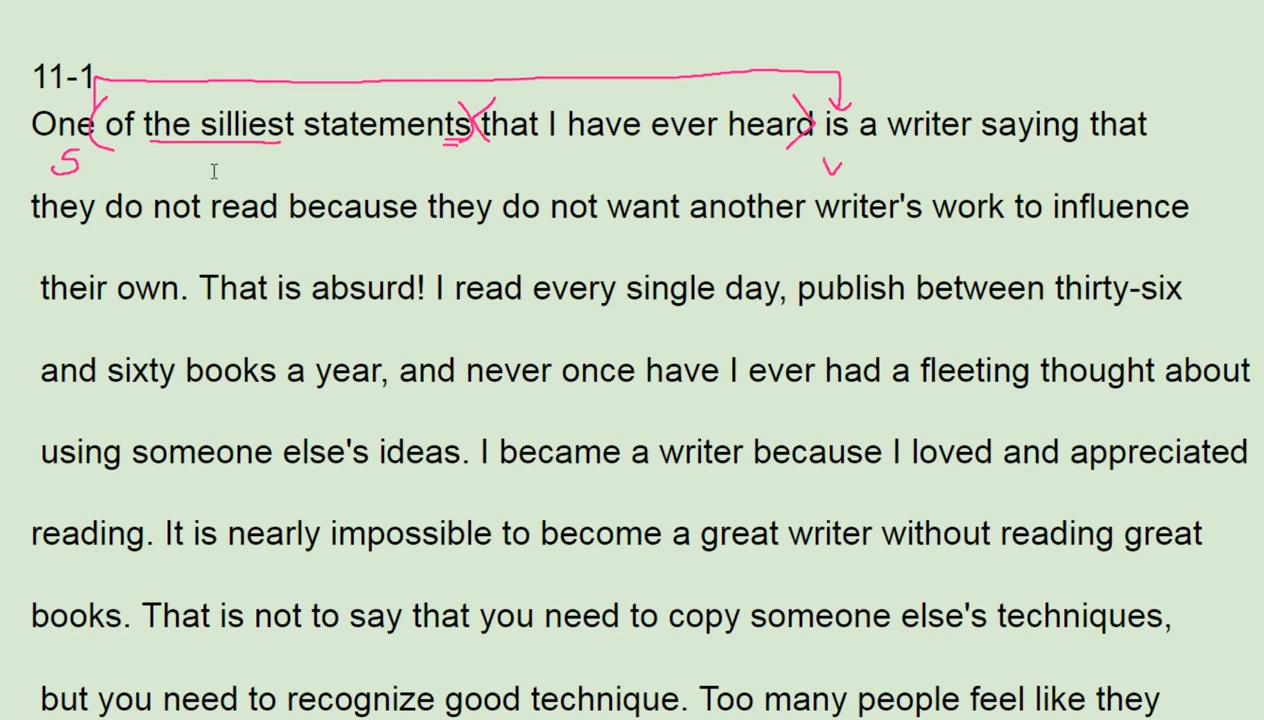 11-1
One of the silliest statements that I have ever heard is a writer saying that
S V
they do not read because they do not want another writer's work to influence
their own. That is absurd! I read every single day, publish between thirty-six
and sixty books a year, and never once have I ever had a fleeting thought about
using someone else's ideas. I became a writer because I loved and appreciated
reading. It is nearly impossible to become a great writer without reading great
books. That is not to say that you need to copy someone else's techniques,
but you need to recognize good technique. Too many people feel like they